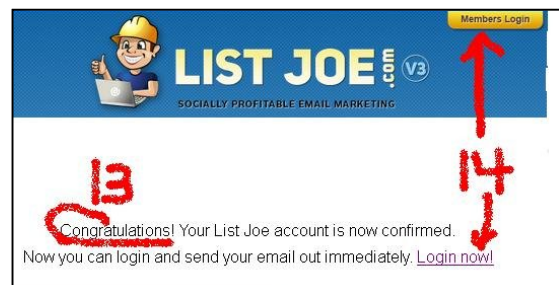 Members Login
LIST JOE.com V3
SOCIALLY PROFITABLE EMAIL MARKETING
13
14
Congratulations! Your List Joe account is now confirmed.
Now you can login and send your email out immediately. Login now!